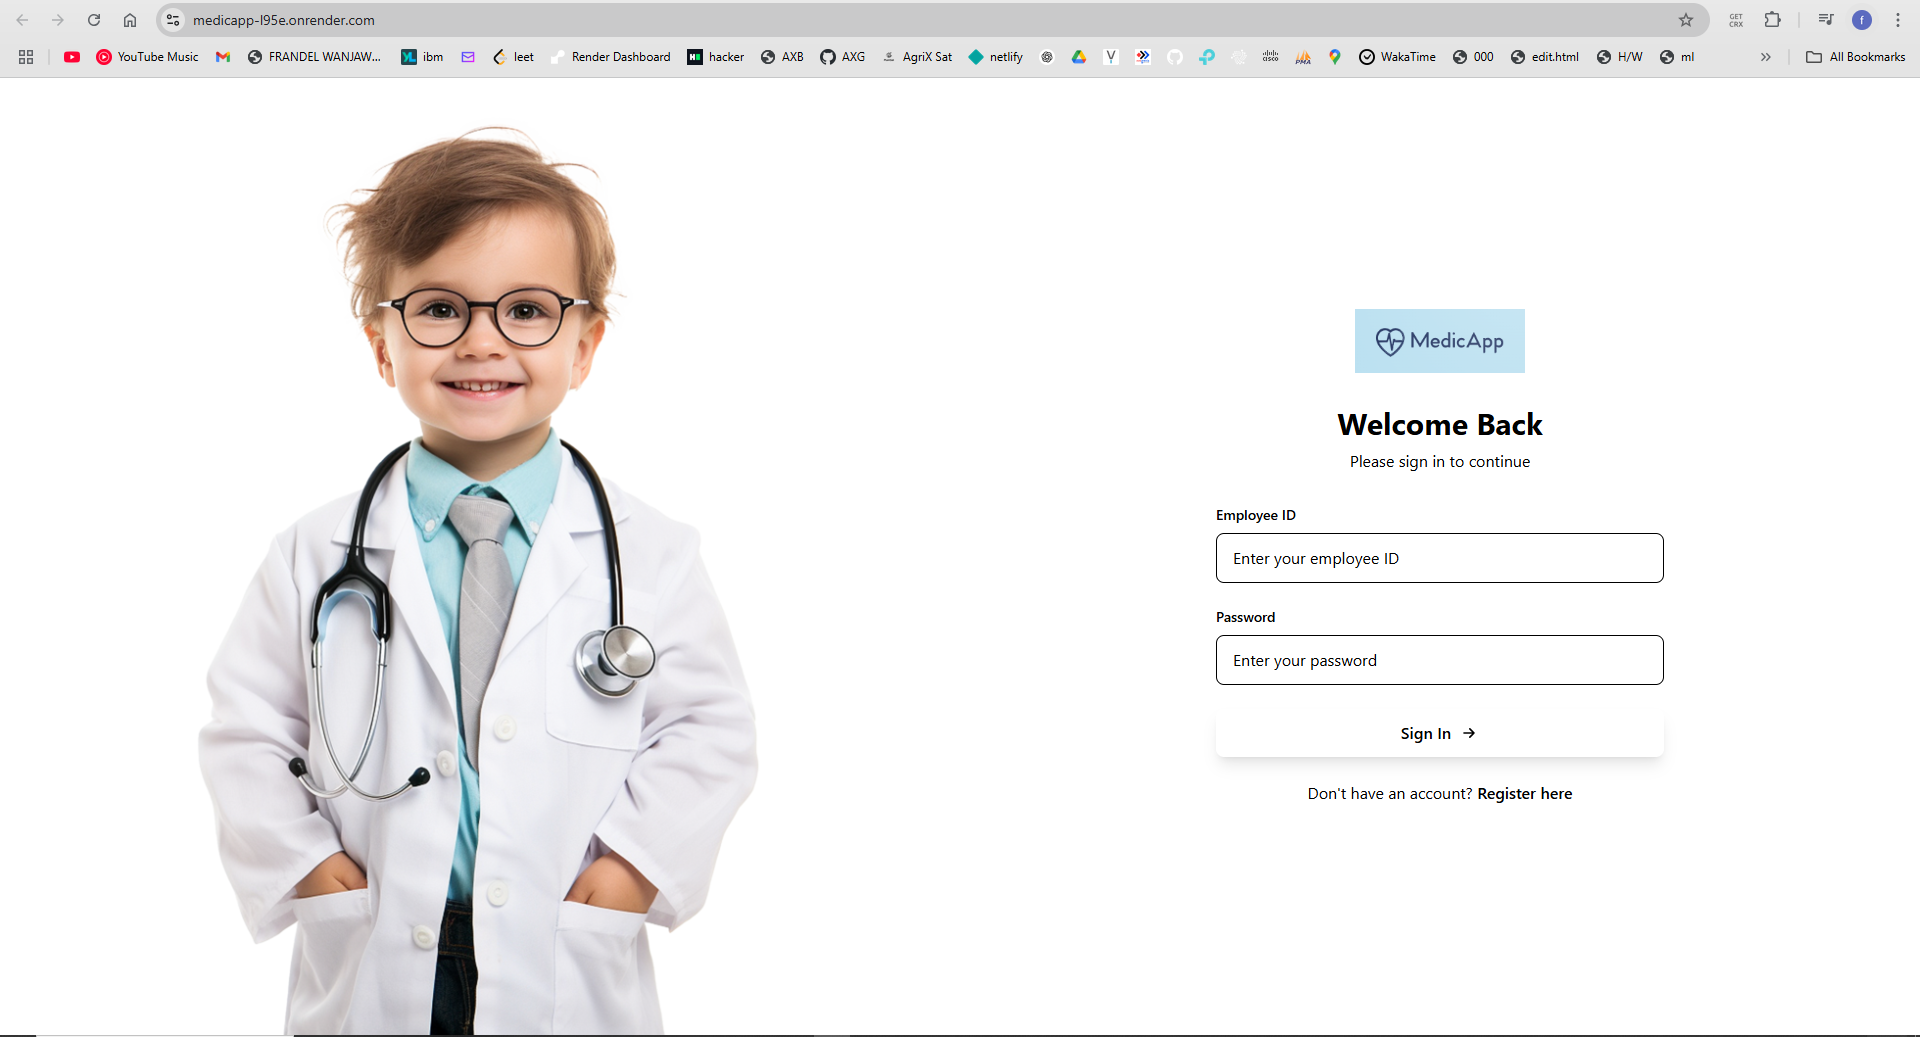 medicapp-l95e.onrender.com
GET
CRX
f
YouTube Music
FRANDEL WANJAW...
ibm
leet
Render Dashboard
hacker
AXB
AXG
AgriX Sat
netlify
WakaTime
000
edit.html
H/W
ml
All Bookmarks
MedicApp
Welcome Back
Please sign in to continue
Employee ID
Enter your employee ID
Password
Enter your password
Sign In →
Don't have an account? Register here